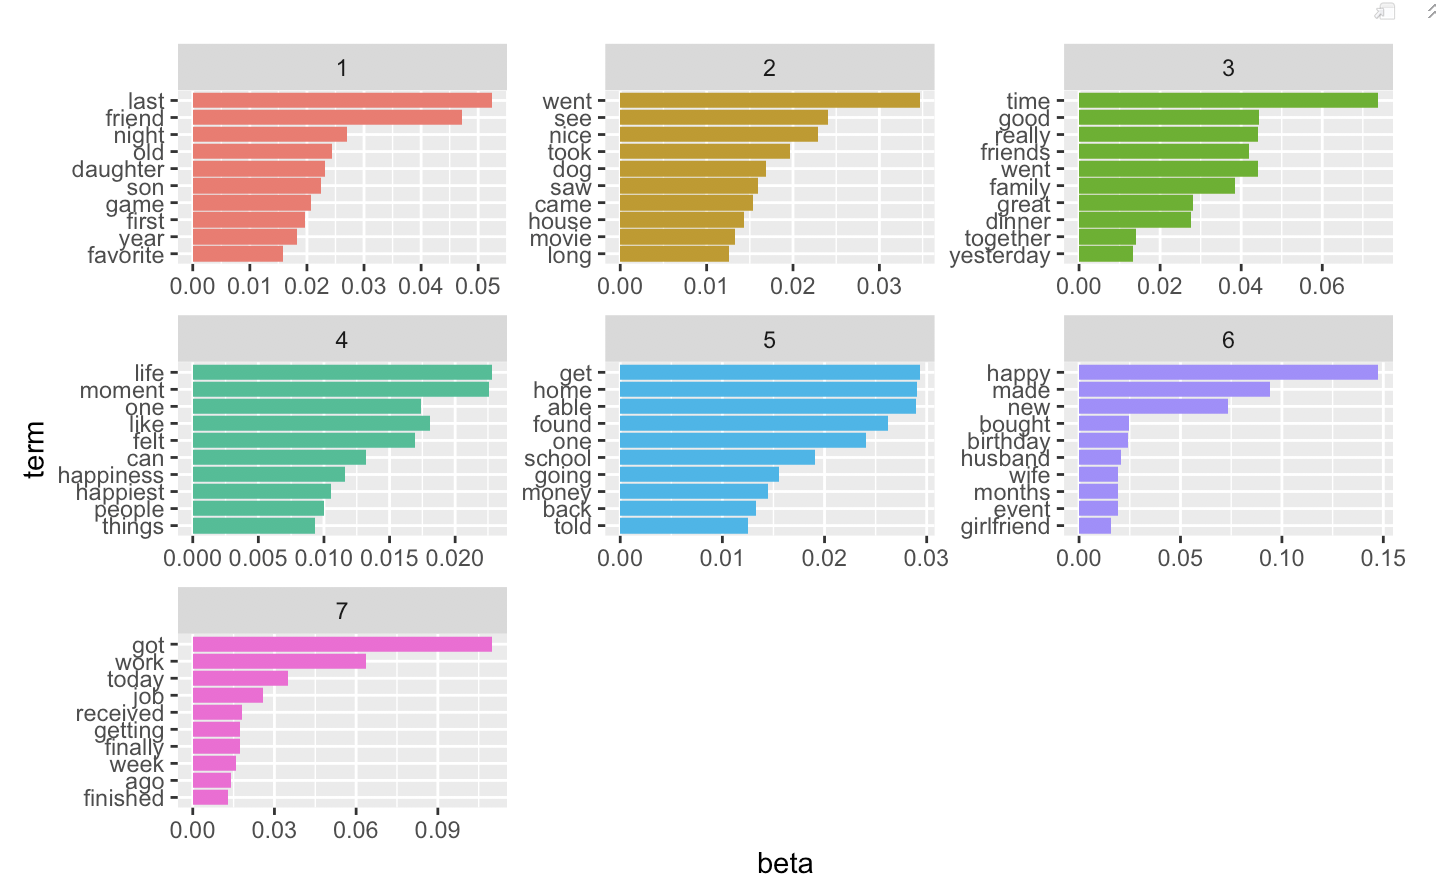 1
last
friend
night
old
daughter
son
game
first
year
favorite
0.00 0.01 0.02 0.03 0.04 0.05
2
went
see
nice
took
dog
saw
came
house
movie
long
0.00 0.01 0.02 0.03
3
time
good
really
friends
went
family
great
dinner
together
yesterday
0.00 0.02 0.04 0.06
4
life
moment
one
like
felt
can
happiness
happiest
people
things
0.000 0.005 0.010 0.015 0.020
5
get
home
able
found
one
school
going
money
back
told
0.00 0.01 0.02 0.03
6
happy
made
new
bought
birthday
husband
wife
months
event
girlfriend
0.00 0.05 0.10 0.15
7
got
work
today
job
received
getting
finally
week
ago
finished
0.00 0.03 0.06 0.09
term
beta